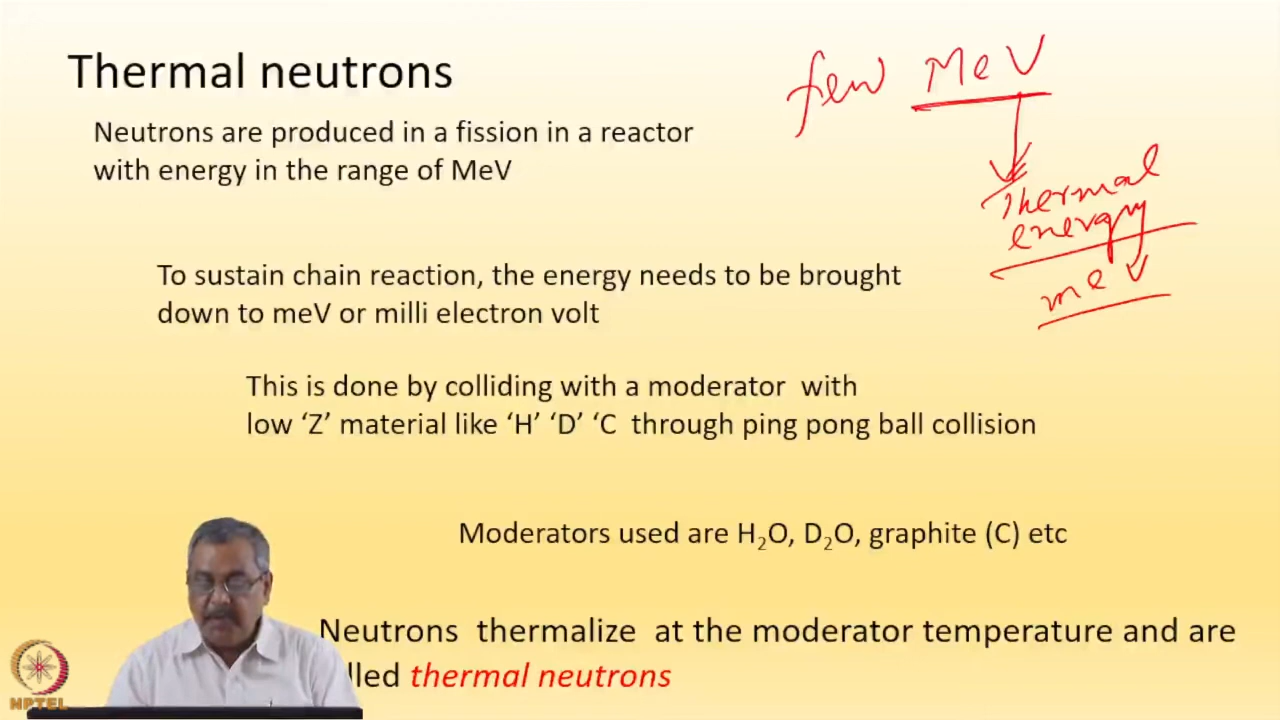 Thermal neutrons
few MeV
Thermal
energy
meV
Neutrons are produced in a fission in a reactor
with energy in the range of MeV
To sustain chain reaction, the energy needs to be brought
down to meV or milli electron volt
This is done by colliding with a moderator with
low ‘Z’ material like ‘H’ ‘D’ ‘C through ping pong ball collision
Moderators used are H₂O, D₂O, graphite (C) etc
Neutrons thermalize at the moderator temperature and are
lled thermal neutrons
NPTEL